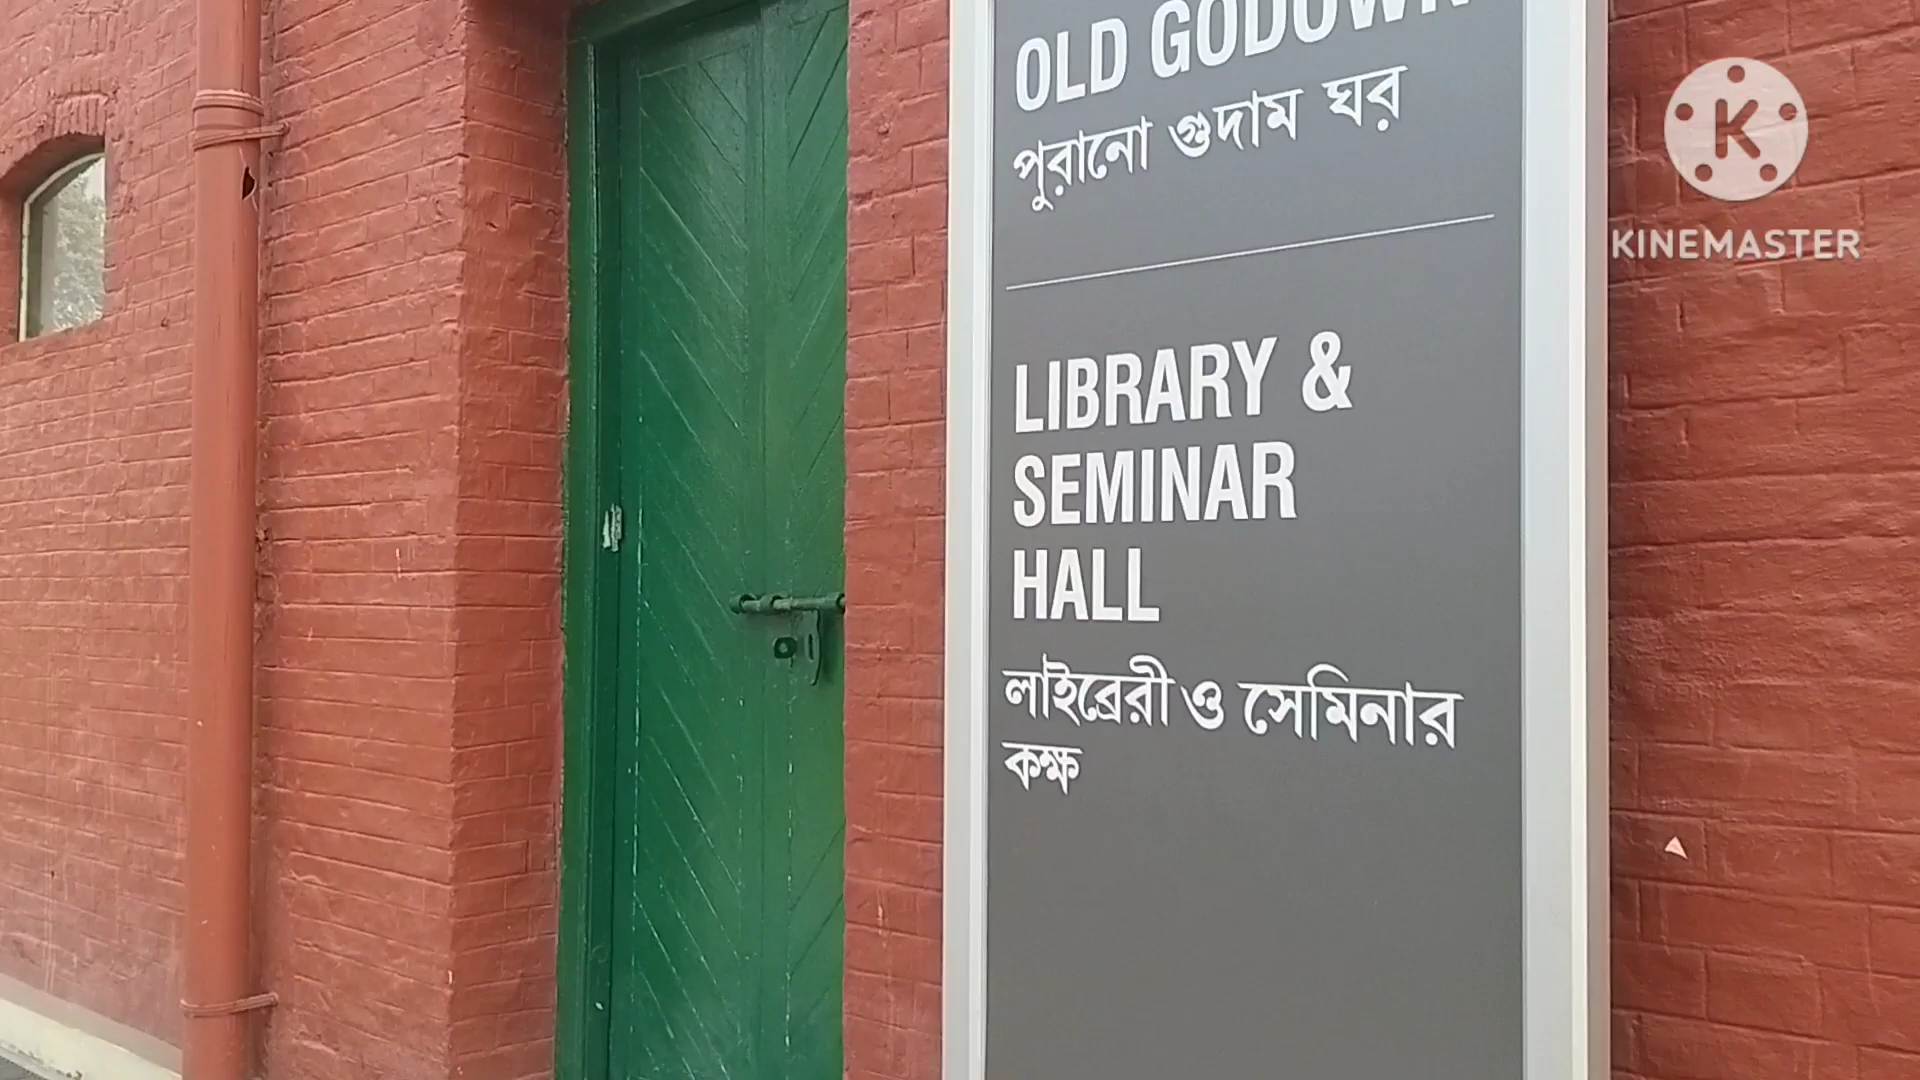 OLD GODOWN
পুরানো গুদাম ঘর
LIBRARY &
SEMINAR
HALL
লাইব্রেরী ও সেমিনার
কক্ষ
K
KINEMASTER